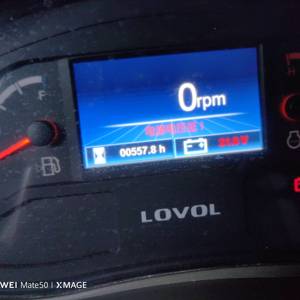 F
0rpm
00557.8 h
H
LOVOL
WEI Mate50 | XMAGE